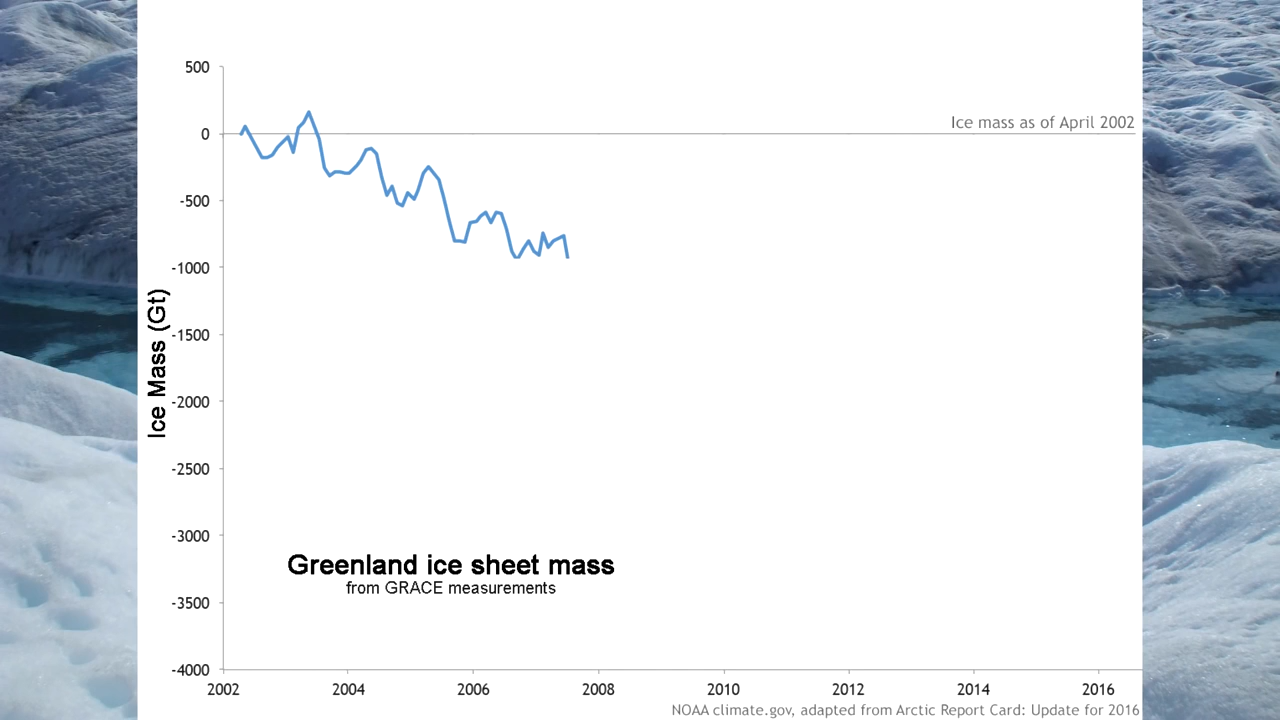 500
0
Ice mass as of April 2002
-500
-1000
-1500
-2000
-2500
-3000
-3500
-4000
Ice Mass (Gt)
Greenland ice sheet mass
from GRACE measurements
2002 2004 2006 2008 2010 2012 2014 2016
NOAA climate.gov, adapted from Arctic Report Card: Update for 2016